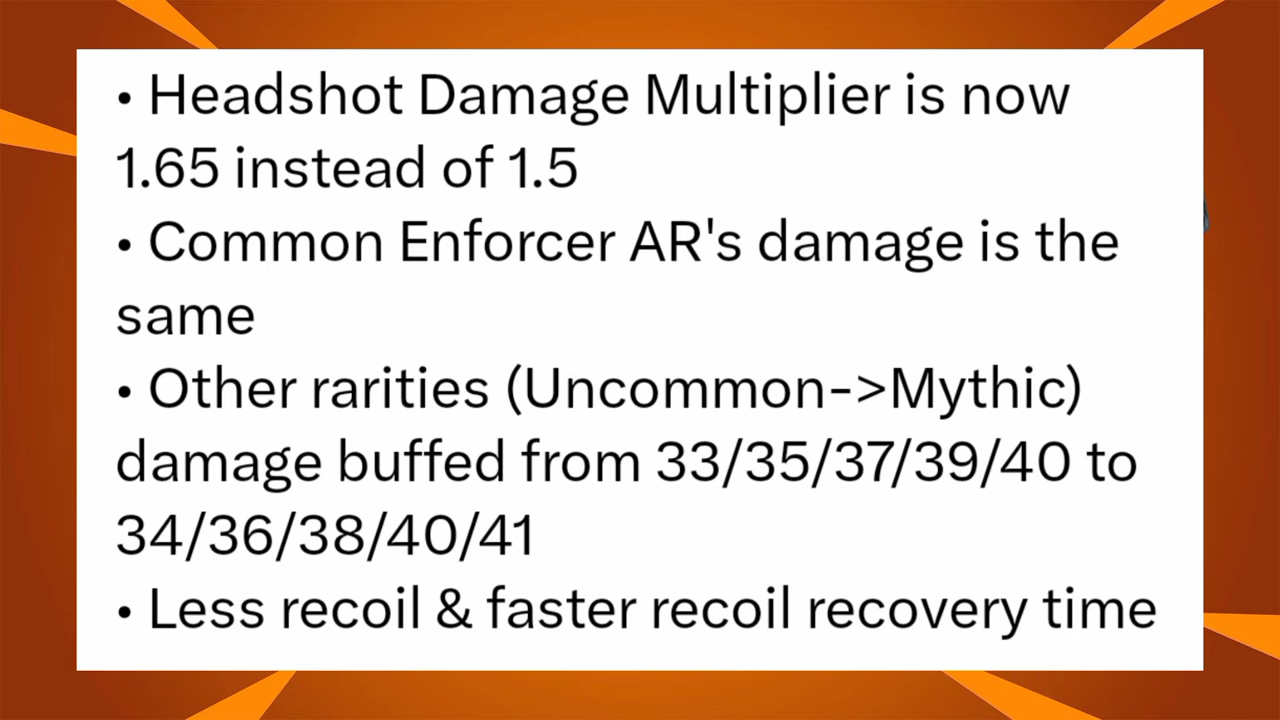 • Headshot Damage Multiplier is now
1.65 instead of 1.5
• Common Enforcer AR's damage is the
same
• Other rarities (Uncommon->Mythic)
damage buffed from 33/35/37/39/40 to
34/36/38/40/41
• Less recoil & faster recoil recovery time